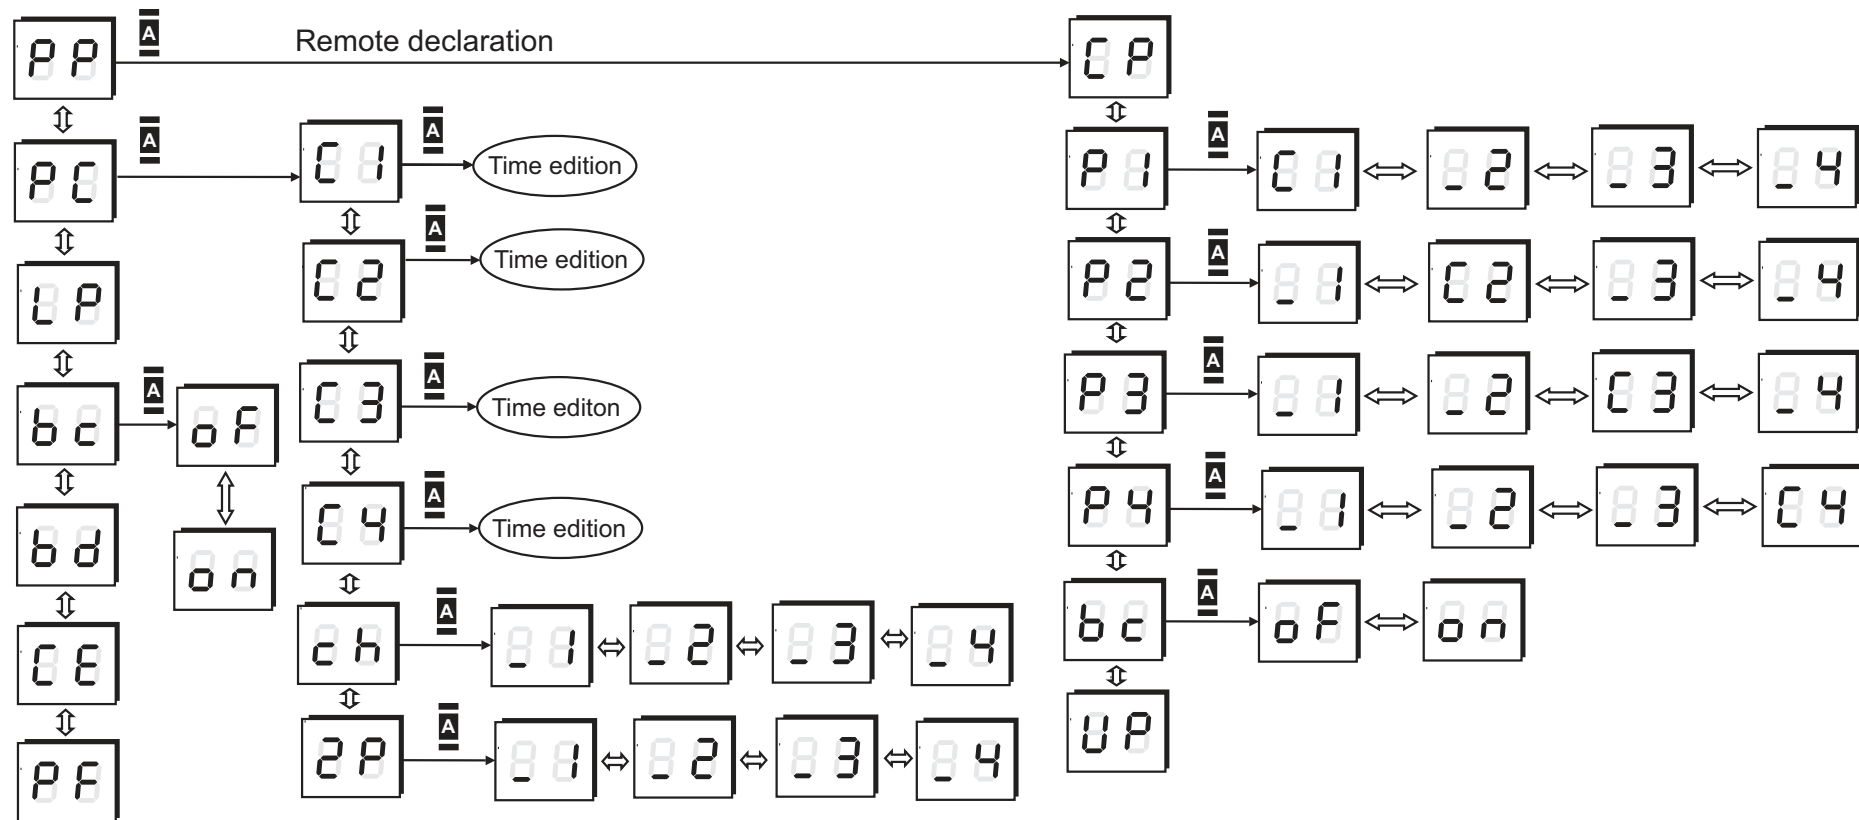 PP A Remote declaration CP
PC A C1 A Time edition
C2 A Time edition
C3 A Time editon
C4 A Time edition
ch A _1 _2 _3 _4
2P A _1 _2 _3 _4
LP
bc A oF
on
bd
CE
PF
P1 A C1 _2 _3 _4
P2 A _1 C2 _3 _4
P3 A _1 _2 C3 _4
P4 A _1 _2 _3 C4
bc A oF on
UP